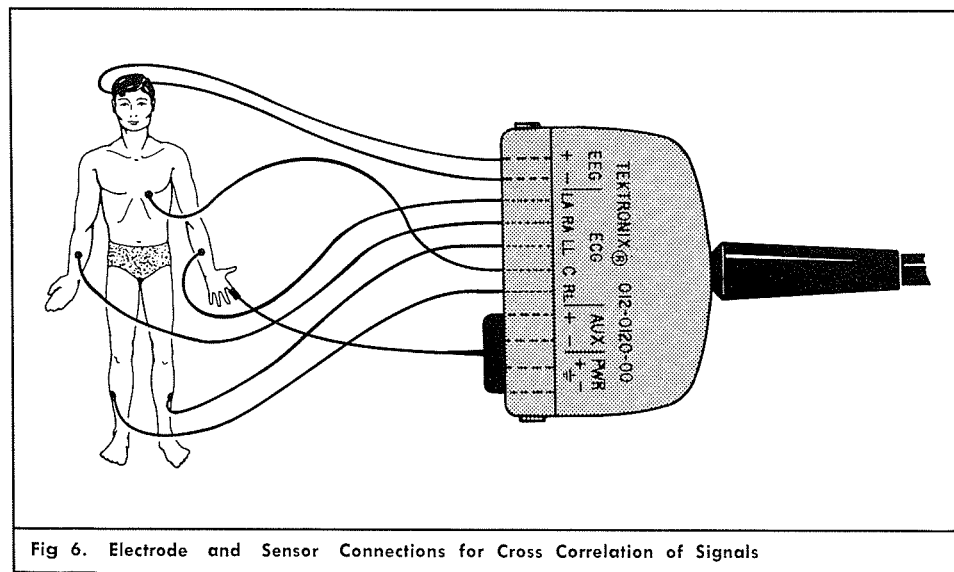 TEKTRONIX® 012-0120-00
EEG ECG AUX PWR
+ - LA RA LL C RL + - + ⏚ -
Fig 6. Electrode and Sensor Connections for Cross Correlation of Signals